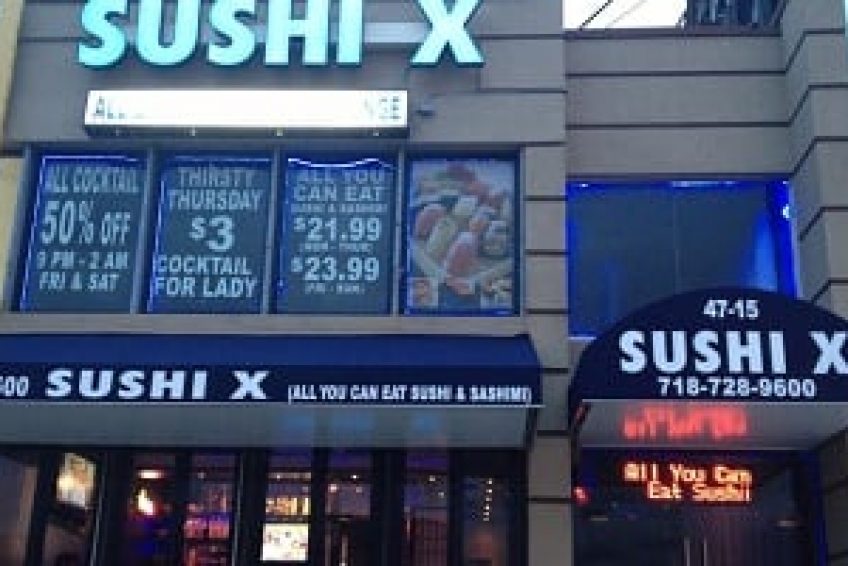 SUSHI X
ALL COCKTAIL
50% OFF
9 PM - 2 AM
FRI & SAT
THIRSTY
THURSDAY
$3
COCKTAIL
FOR LADY
ALL YOU
CAN EAT
SUSHI & SASHIMI
$21.99
(MON - THUR)
$23.99
(FRI - SUN)
47-15
SUSHI X
718-728-9600
600 SUSHI X (ALL YOU CAN EAT SUSHI & SASHIMI)
All You Can
Eat Sushi